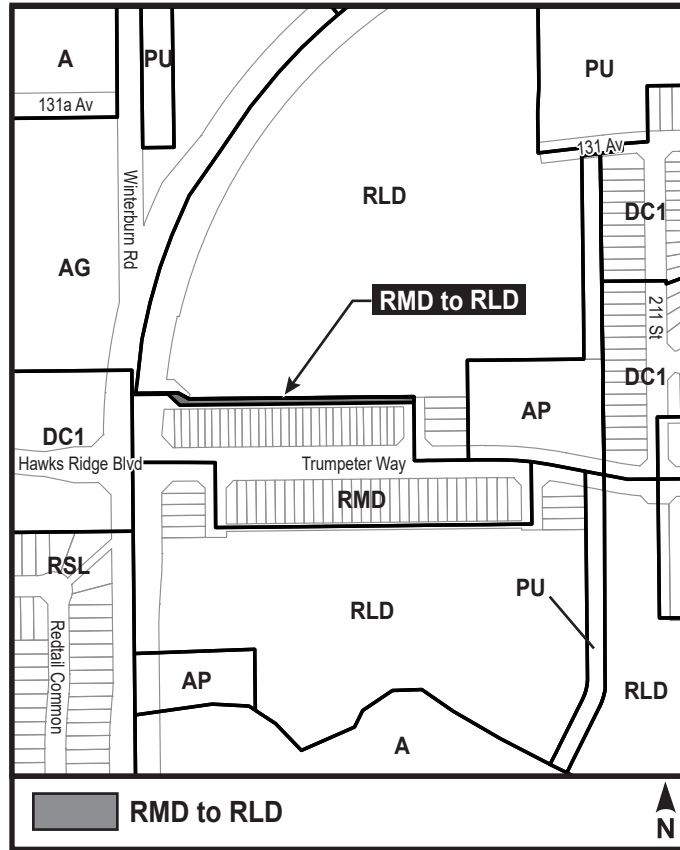 A
PU
PU
131a Av
131 Av
Winterburn Rd
RLD
DC1
AG
RMD to RLD
211 St
DC1
AP
DC1
Hawks Ridge Blvd
Trumpeter Way
RMD
RSL
PU
RLD
Redtail Common
AP
RLD
A
RMD to RLD
N